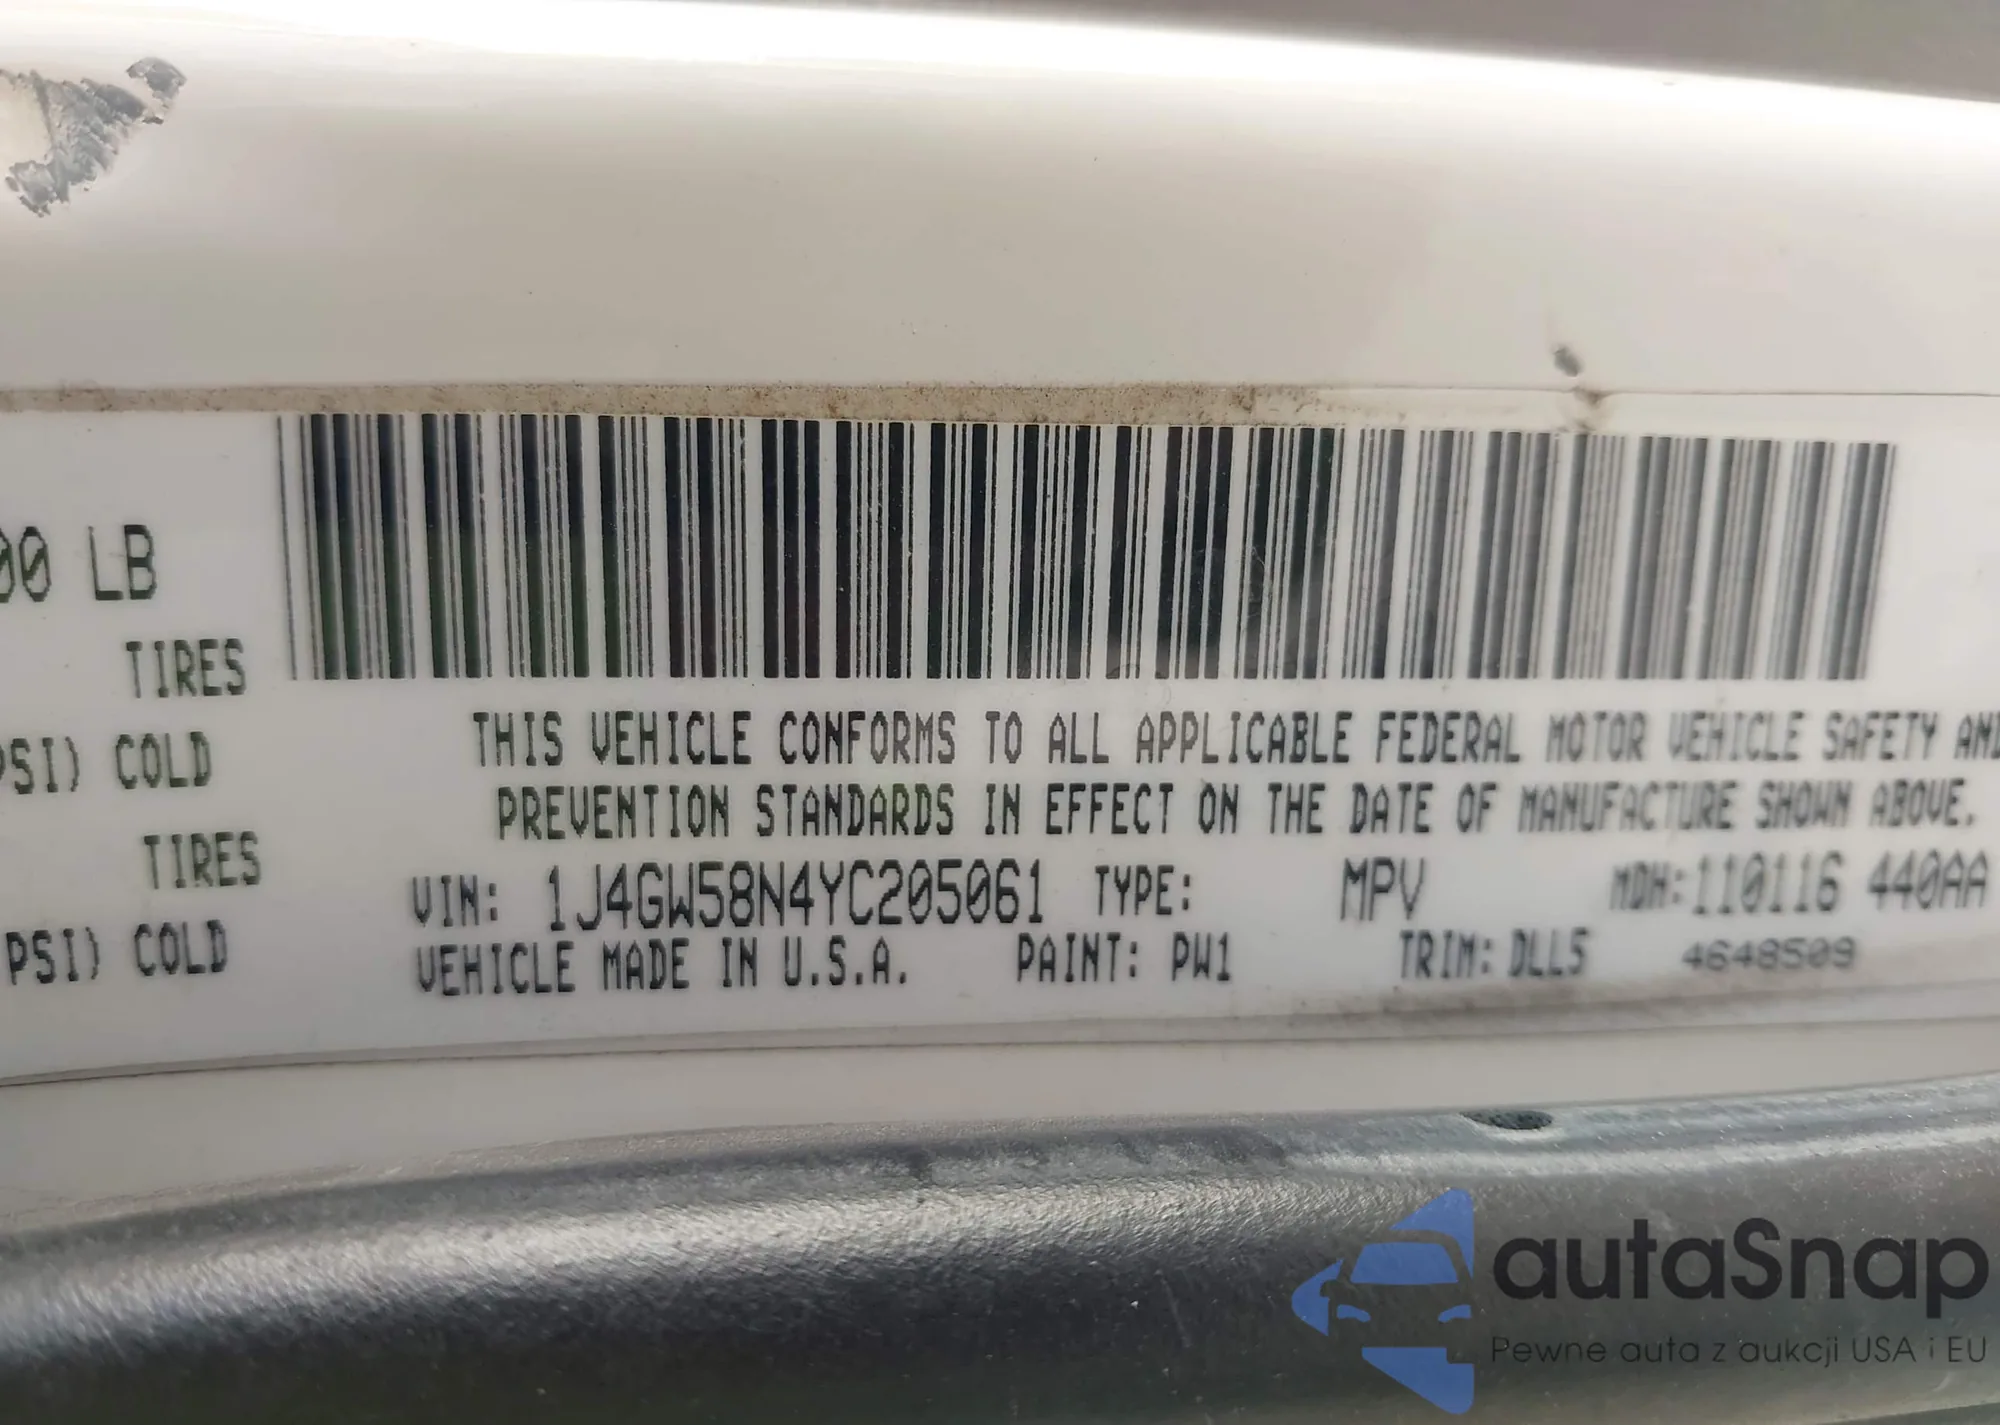 00 LB
TIRES
PSI) COLD
TIRES
PSI) COLD
THIS VEHICLE CONFORMS TO ALL APPLICABLE FEDERAL MOTOR VEHICLE SAFETY AND
PREVENTION STANDARDS IN EFFECT ON THE DATE OF MANUFACTURE SHOWN ABOVE.
VIN: 1J4GW58N4YC205061 TYPE: MPV MDH:110116 440AA
VEHICLE MADE IN U.S.A. PAINT: PW1 TRIM: DLL5 4648509
autaSnap
Pewne auta z aukcji USA i EU